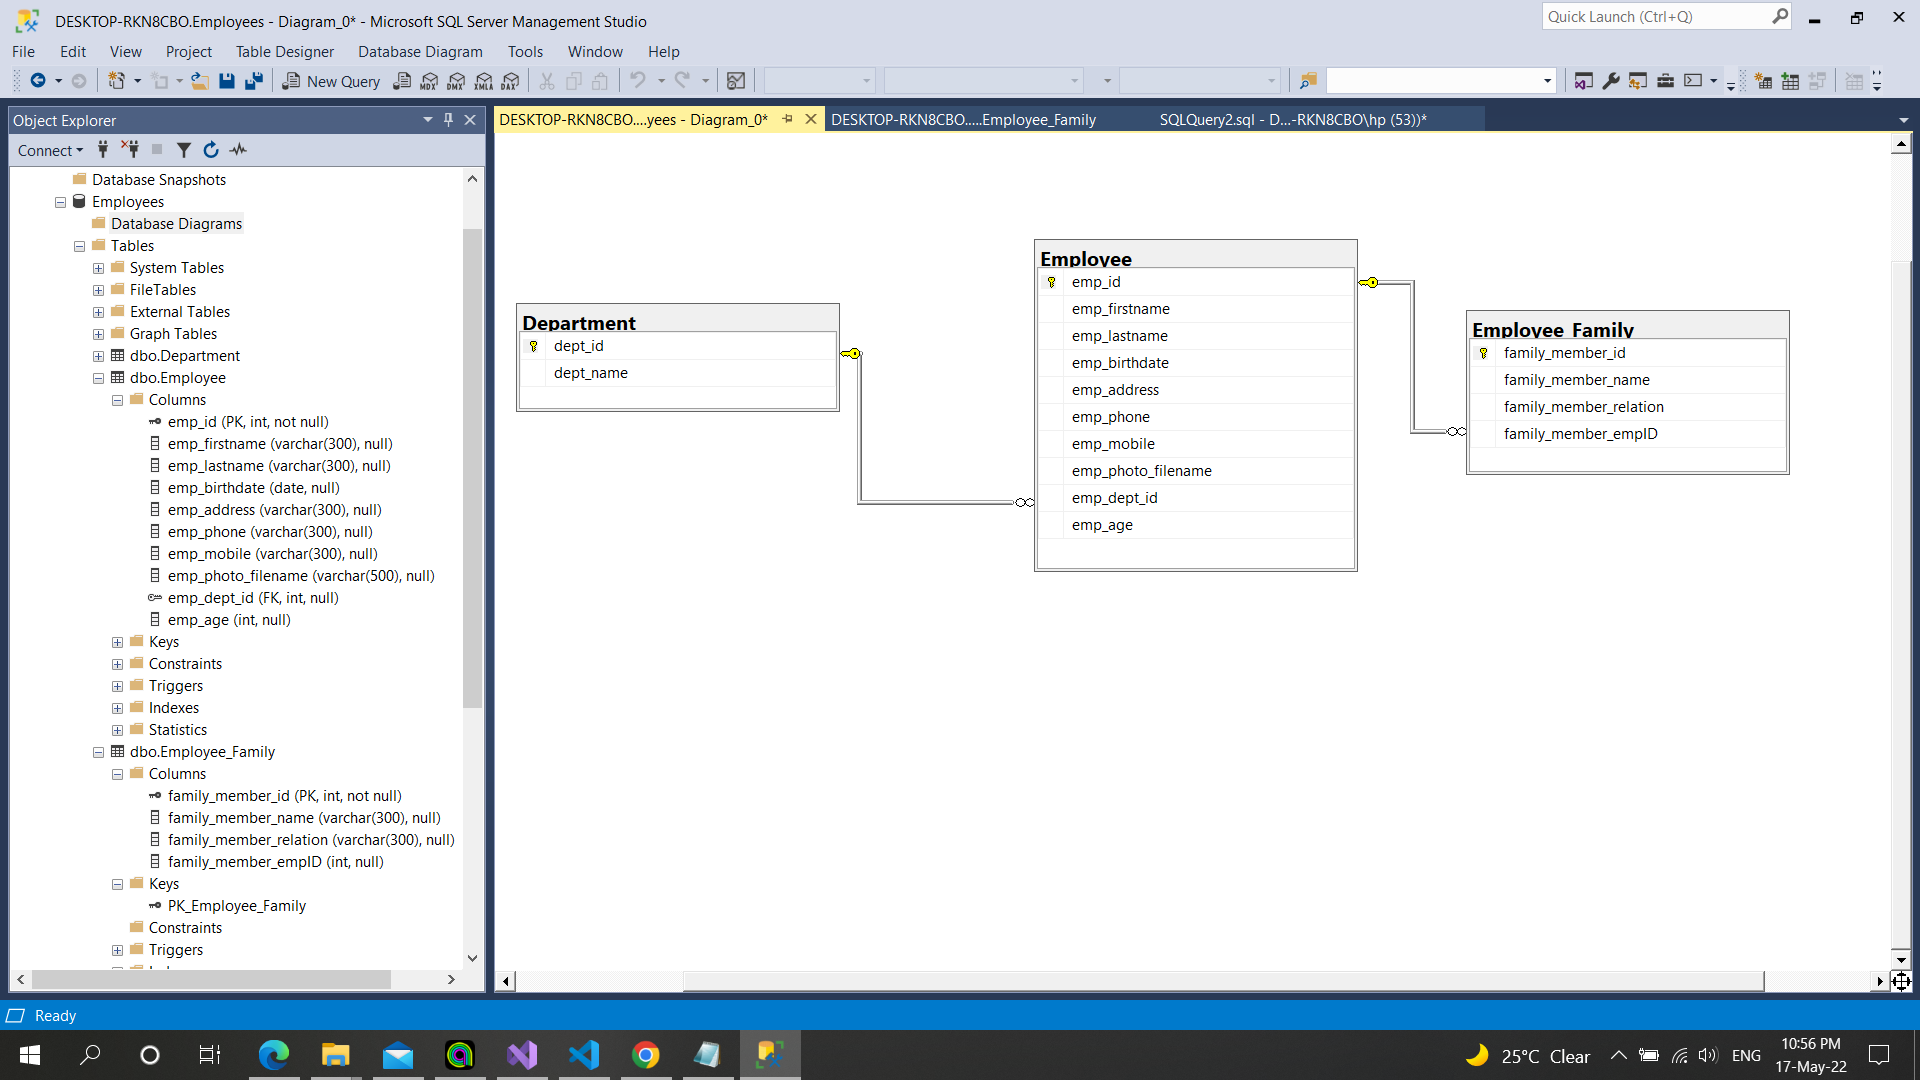 DESKTOP-RKN8CBO.Employees - Diagram_0* - Microsoft SQL Server Management Studio
Quick Launch (Ctrl+Q)
File Edit View Project Table Designer Database Diagram Tools Window Help
New Query MDX DMX XMLA DAX
Object Explorer
Connect
Database Snapshots
Employees
Database Diagrams
Tables
System Tables
FileTables
External Tables
Graph Tables
dbo.Department
dbo.Employee
Columns
emp_id (PK, int, not null)
emp_firstname (varchar(300), null)
emp_lastname (varchar(300), null)
emp_birthdate (date, null)
emp_address (varchar(300), null)
emp_phone (varchar(300), null)
emp_mobile (varchar(300), null)
emp_photo_filename (varchar(500), null)
emp_dept_id (FK, int, null)
emp_age (int, null)
Keys
Constraints
Triggers
Indexes
Statistics
dbo.Employee_Family
Columns
family_member_id (PK, int, not null)
family_member_name (varchar(300), null)
family_member_relation (varchar(300), null)
family_member_empID (int, null)
Keys
PK_Employee_Family
Constraints
Triggers
DESKTOP-RKN8CBO....yees - Diagram_0* DESKTOP-RKN8CBO.....Employee_Family SQLQuery2.sql - D...-RKN8CBO\hp (53))*
Department
dept_id
dept_name
Employee
emp_id
emp_firstname
emp_lastname
emp_birthdate
emp_address
emp_phone
emp_mobile
emp_photo_filename
emp_dept_id
emp_age
Employee_Family
family_member_id
family_member_name
family_member_relation
family_member_empID
Ready
25°C Clear
ENG
10:56 PM
17-May-22